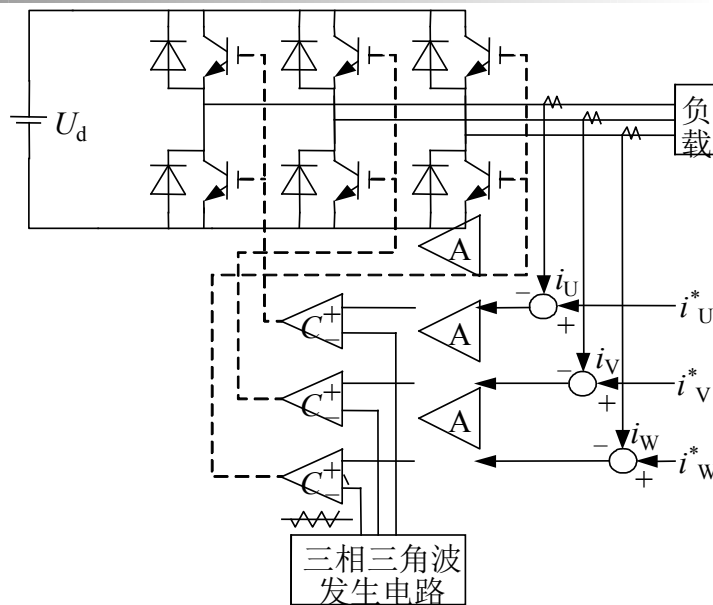 U_d
负
载
A
i_U
i*_U
C + −
A
− +
i_V
i*_V
C + −
− +
A
i_W
i*_W
C + −
− +
三相三角波
发生电路